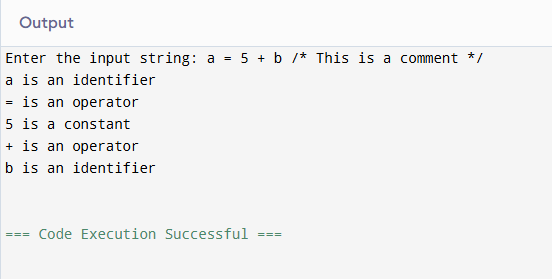 Output
Enter the input string: a = 5 + b /* This is a comment */
a is an identifier
= is an operator
5 is a constant
+ is an operator
b is an identifier
=== Code Execution Successful ===